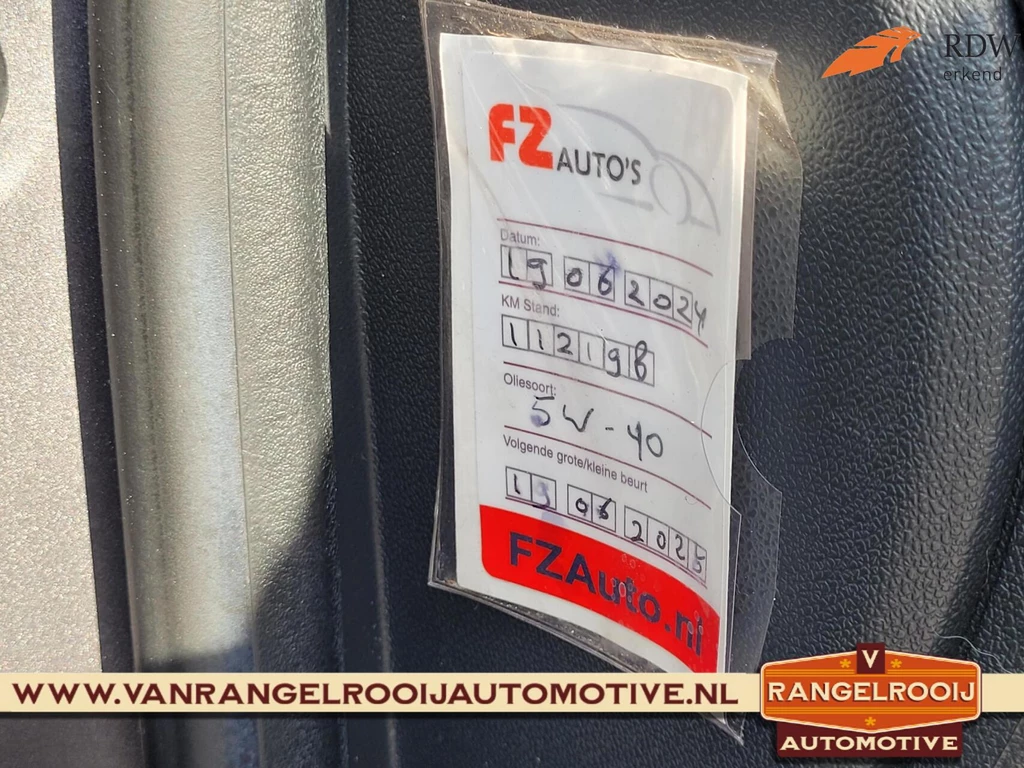 RDW
erkend
FZ AUTO'S
Datum:
19 06 2024
KM Stand:
112198
Oliesoort:
5W-40
Volgende grote/kleine beurt
19 06 2025
FZAuto.nl
WWW.VANRANGELROOIJAUTOMOTIVE.NL
V
RANGELROOIJ
AUTOMOTIVE